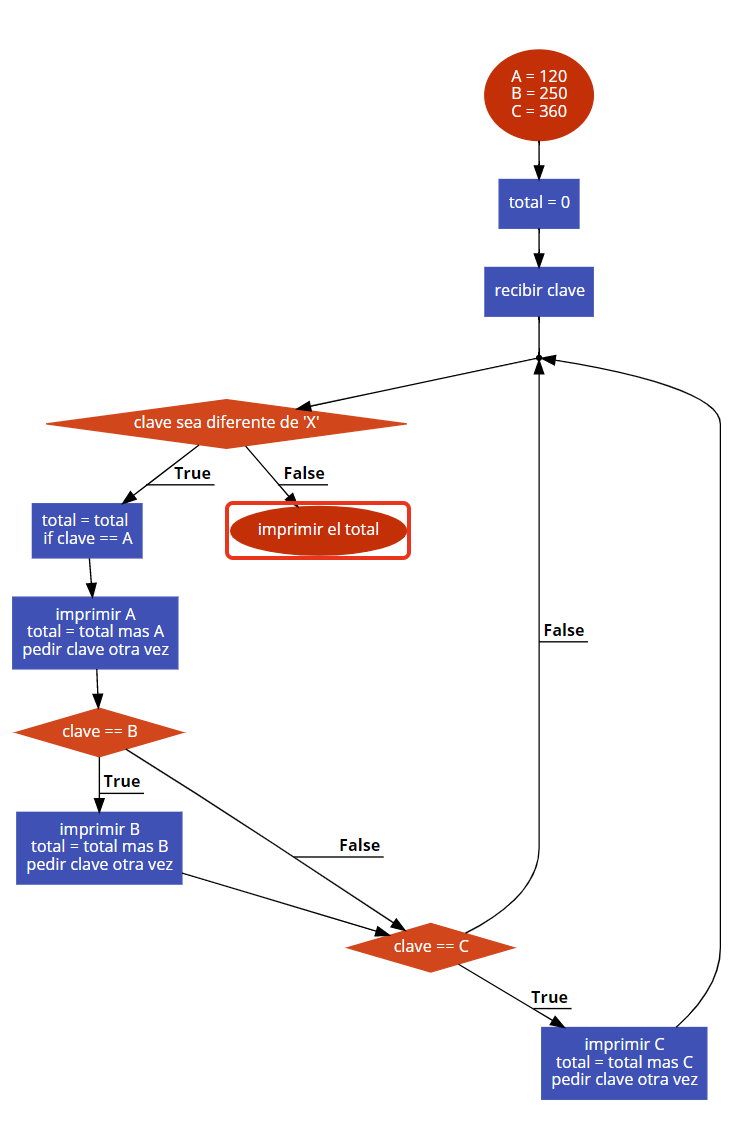 A = 120
B = 250
C = 360
total = 0
recibir clave
clave sea diferente de 'X'
True
False
total = total
if clave == A
imprimir el total
imprimir A
total = total mas A
pedir clave otra vez
False
clave == B
True
imprimir B
total = total mas B
pedir clave otra vez
False
clave == C
True
imprimir C
total = total mas C
pedir clave otra vez